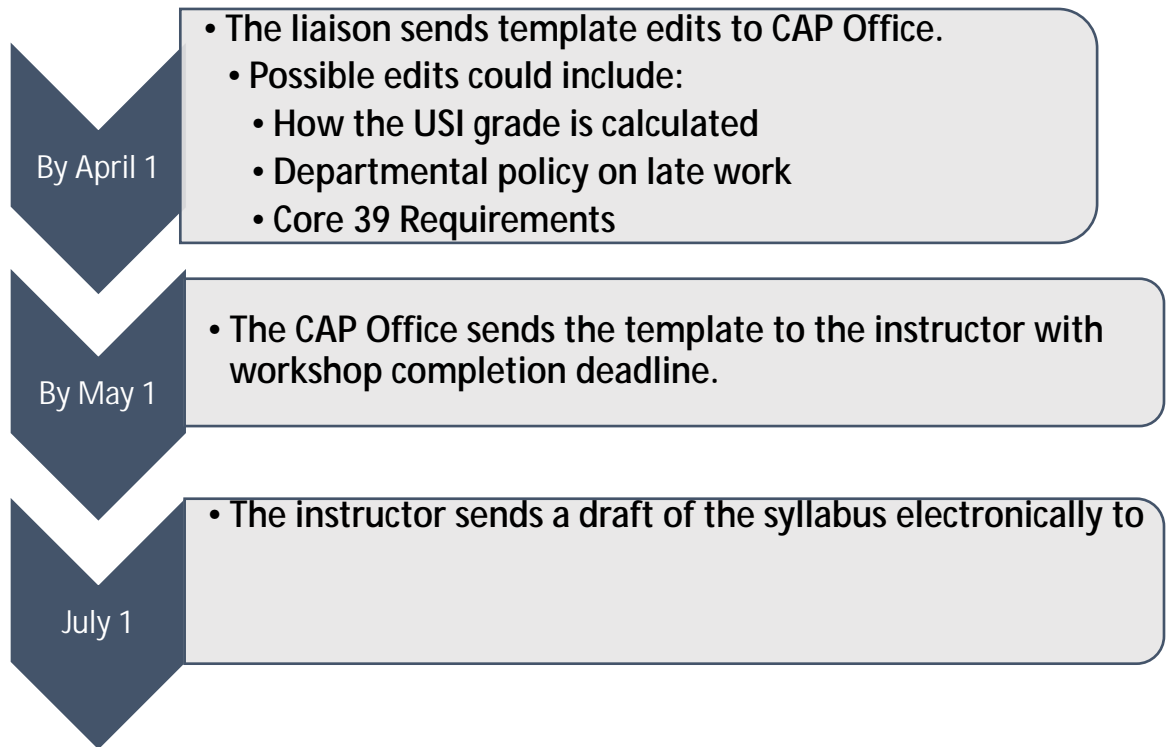 By April 1
• The liaison sends template edits to CAP Office.
• Possible edits could include:
• How the USI grade is calculated
• Departmental policy on late work
• Core 39 Requirements
By May 1
• The CAP Office sends the template to the instructor with
workshop completion deadline.
July 1
• The instructor sends a draft of the syllabus electronically to